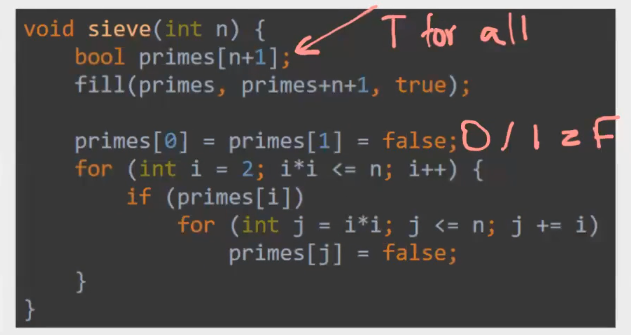 void sieve(int n) {
    bool primes[n+1];
T for all
    fill(primes, primes+n+1, true);
    primes[0] = primes[1] = false; 0/1 = F
    for (int i = 2; i*i <= n; i++) {
        if (primes[i])
            for (int j = i*i; j <= n; j += i)
                primes[j] = false;
    }
}